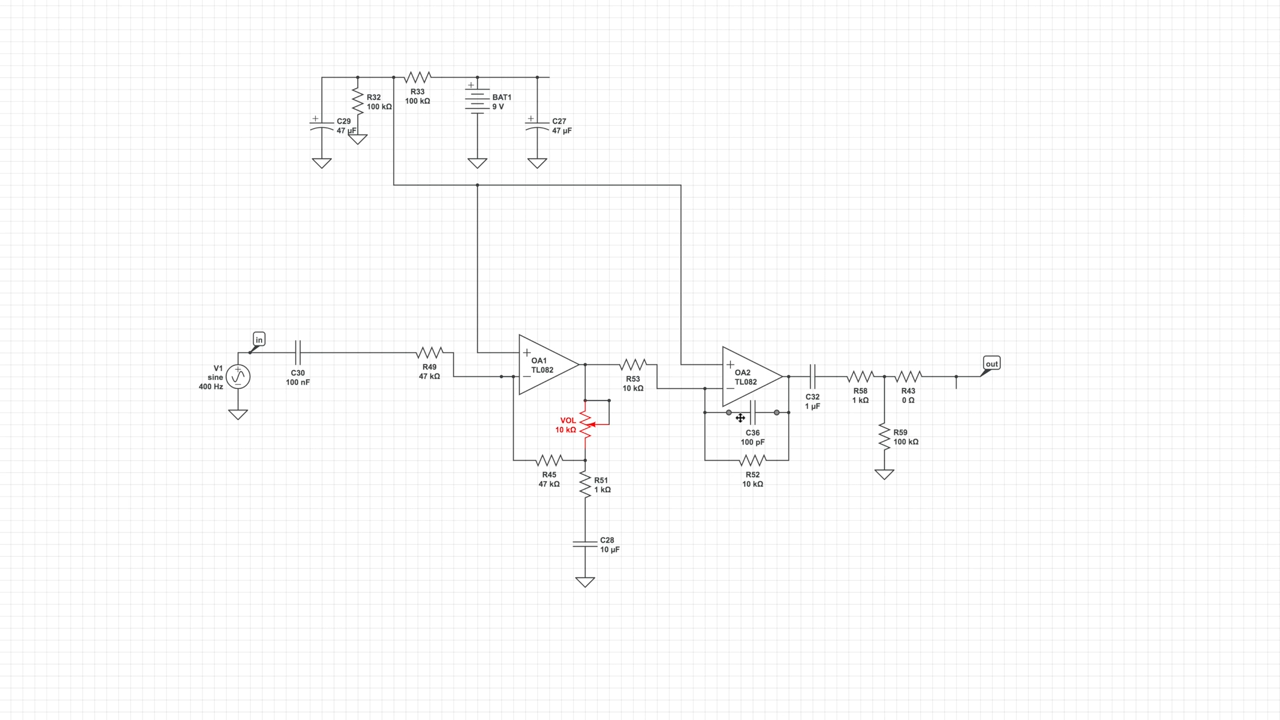 R32
100 kΩ
R33
100 kΩ
BAT1
9 V
C29
47 µF
C27
47 µF
in
V1
sine
400 Hz
C30
100 nF
R49
47 kΩ
OA1
TL082
R53
10 kΩ
OA2
TL082
VOL
10 kΩ
C36
100 pF
C32
1 µF
R58
1 kΩ
R43
0 Ω
out
R59
100 kΩ
R45
47 kΩ
R51
1 kΩ
R52
10 kΩ
C28
10 µF